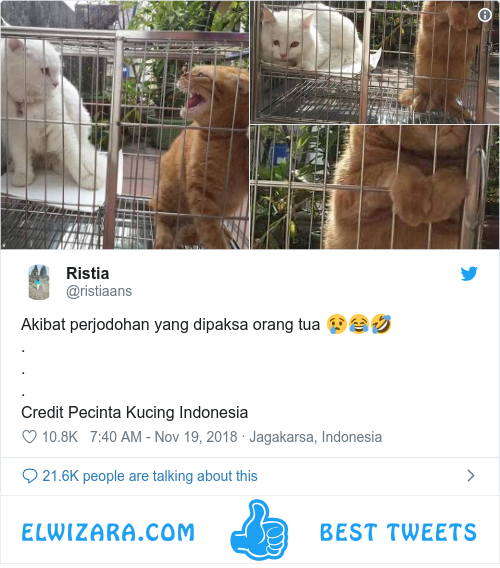 Ristia
@ristiaans
Akibat perjodohan yang dipaksa orang tua 😢😂🤣
.
.
.
Credit Pecinta Kucing Indonesia
10.8K 7:40 AM - Nov 19, 2018 · Jagakarsa, Indonesia
21.6K people are talking about this
ELWIZARA.COM BEST TWEETS